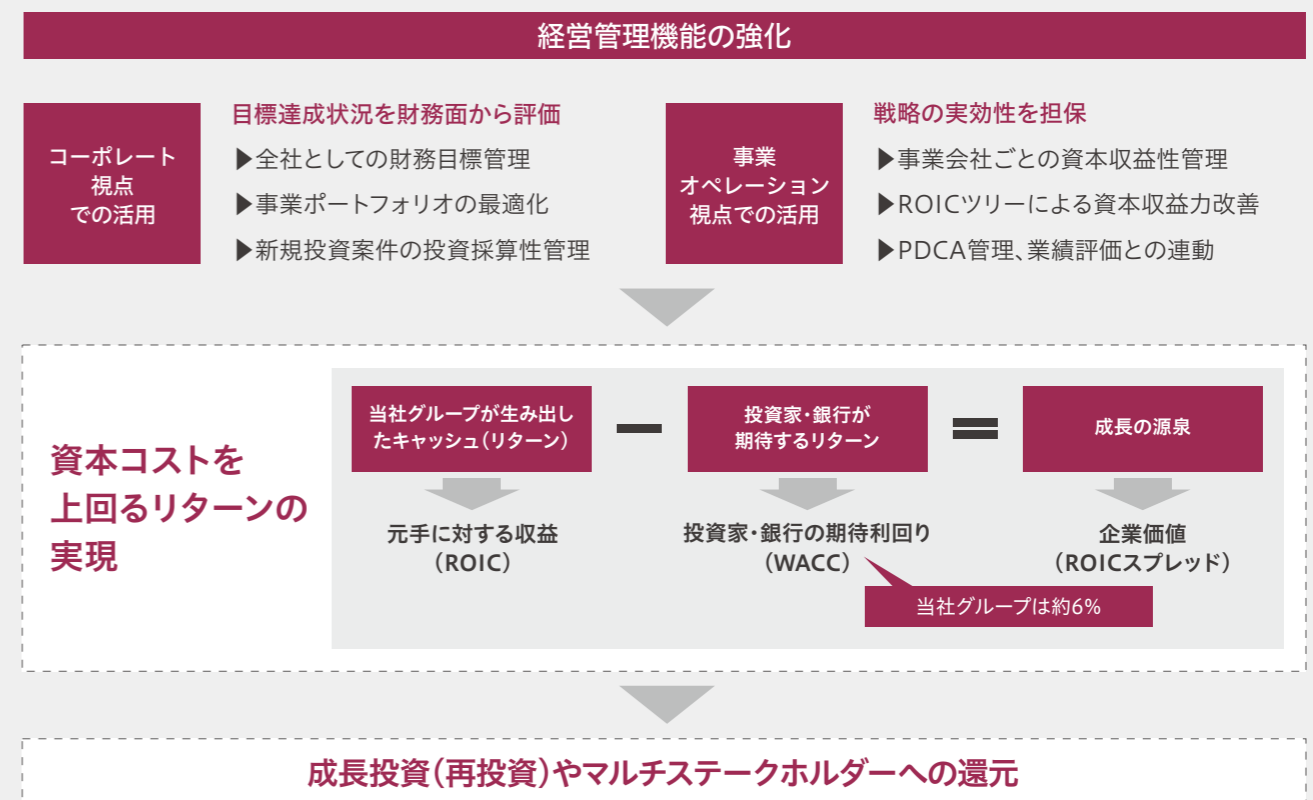 経営管理機能の強化
コーポレート
視点
での活用
目標達成状況を財務面から評価
▶全社としての財務目標管理
▶事業ポートフォリオの最適化
▶新規投資案件の投資採算性管理
事業
オペレーション
視点での活用
戦略の実効性を担保
▶事業会社ごとの資本収益性管理
▶ROICツリーによる資本収益力改善
▶PDCA管理、業績評価との連動
資本コストを
上回るリターンの
実現
当社グループが生み出し
たキャッシュ(リターン)
投資家・銀行が
期待するリターン
成長の源泉
元手に対する収益
(ROIC)
投資家・銀行の期待利回り
(WACC)
企業価値
(ROICスプレッド)
当社グループは約6%
成長投資(再投資)やマルチステークホルダーへの還元